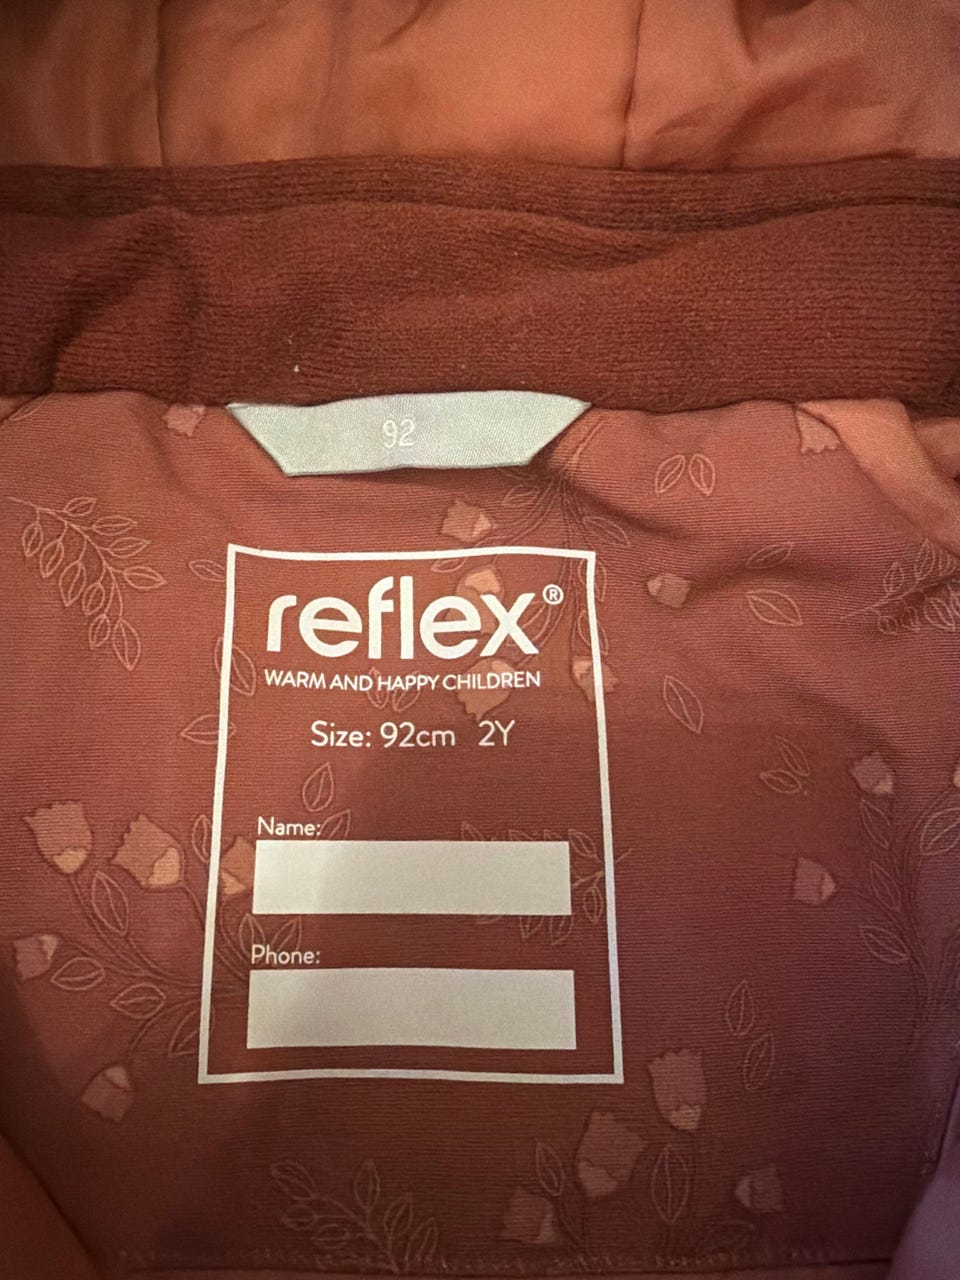 92
reflex®
WARM AND HAPPY CHILDREN
Size: 92cm 2Y
Name:
Phone: